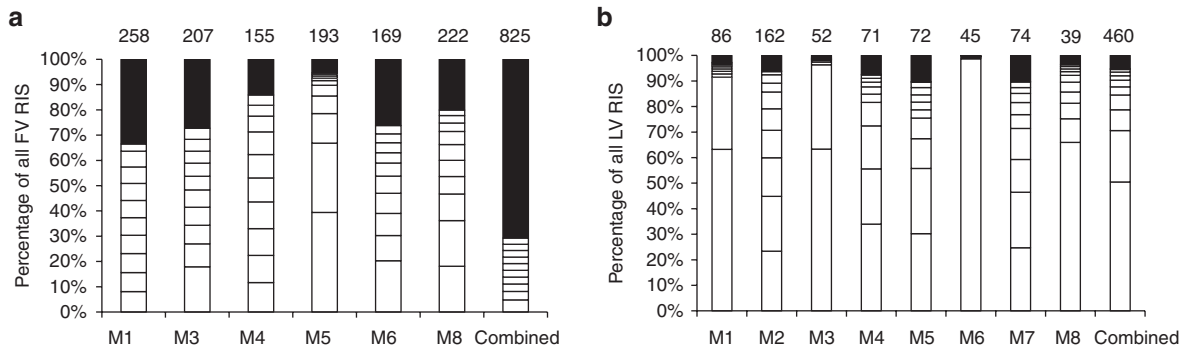 a
258 207 155 193 169 222 825
Percentage of all FV RIS
100%
90%
80%
70%
60%
50%
40%
30%
20%
10%
0%
M1 M3 M4 M5 M6 M8 Combined
b
86 162 52 71 72 45 74 39 460
Percentage of all LV RIS
100%
90%
80%
70%
60%
50%
40%
30%
20%
10%
0%
M1 M2 M3 M4 M5 M6 M7 M8 Combined